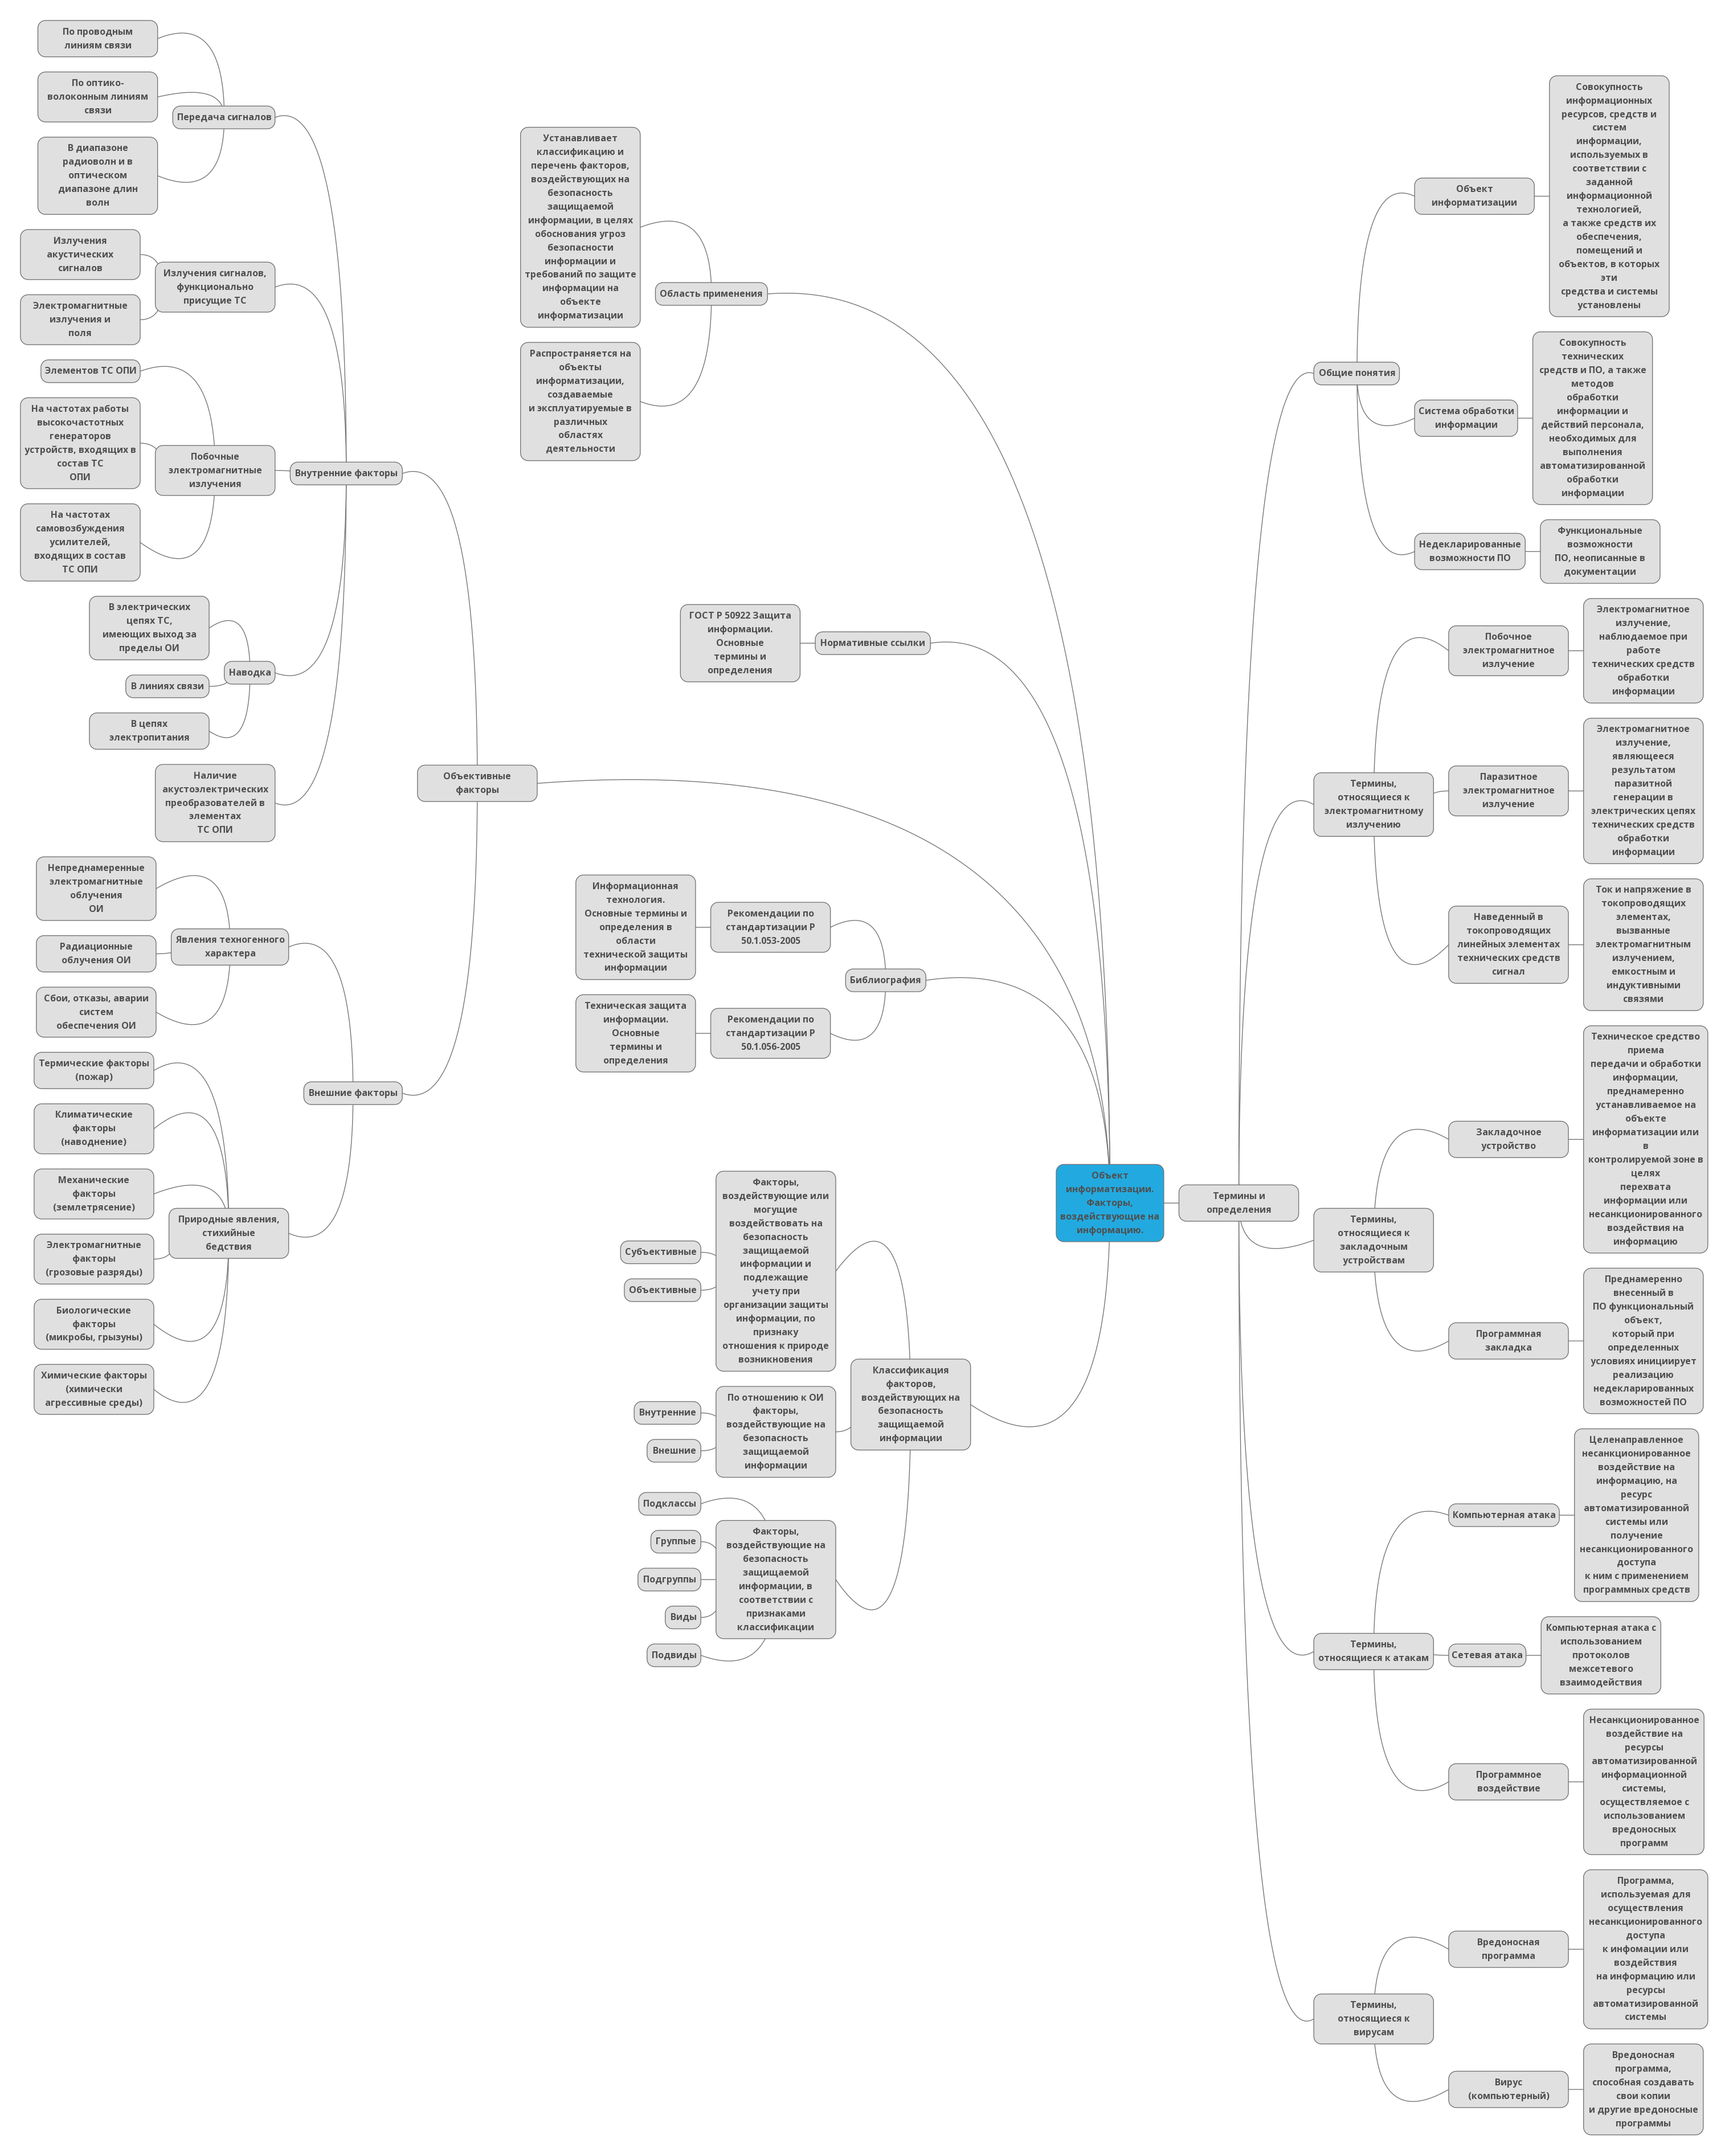 По проводным
линиям связи
По оптико-
волоконным линиям
связи
В диапазоне
радиоволн и в
оптическом
диапазоне длин
волн
Передача сигналов
Излучения
акустических
сигналов
Электромагнитные
излучения и
поля
Излучения сигналов,
функционально
присущие ТС
Элементов ТС ОПИ
На частотах работы
высокочастотных
генераторов
устройств, входящих в
состав ТС
ОПИ
На частотах
самовозбуждения
усилителей,
входящих в состав
ТС ОПИ
Побочные
электромагнитные
излучения
Внутренние факторы
В электрических
цепях ТС,
имеющих выход за
пределы ОИ
В линиях связи
В цепях
электропитания
Наводка
Наличие
акустоэлектрических
преобразователей в
элементах
ТС ОПИ
Объективные
факторы
Непреднамеренные
электромагнитные
облучения
ОИ
Радиационные
облучения ОИ
Сбои, отказы, аварии
систем
обеспечения ОИ
Явления техногенного
характера
Внешние факторы
Термические факторы
(пожар)
Климатические
факторы
(наводнение)
Механические
факторы
(землетрясение)
Электромагнитные
факторы
(грозовые разряды)
Биологические
факторы
(микробы, грызуны)
Химические факторы
(химически
агрессивные среды)
Природные явления,
стихийные
бедствия
Устанавливает
классификацию и
перечень факторов,
воздействующих на
безопасность
защищаемой
информации, в целях
обоснования угроз
безопасности
информации и
требований по защите
информации на
объекте
информатизации
Распространяется на
объекты
информатизации,
создаваемые
и эксплуатируемые в
различных
областях
деятельности
Область применения
ГОСТ Р 50922 Защита
информации.
Основные
термины и
определения
Нормативные ссылки
Информационная
технология.
Основные термины и
определения в
области
технической защиты
информации
Рекомендации по
стандартизации Р
50.1.053-2005
Техническая защита
информации.
Основные
термины и
определения
Рекомендации по
стандартизации Р
50.1.056-2005
Библиография
Субъективные
Объективные
Факторы,
воздействующие или
могущие
воздействовать на
безопасность
защищаемой
информации и
подлежащие
учету при
организации защиты
информации, по
признаку
отношения к природе
возникновения
Внутренние
Внешние
По отношению к ОИ
факторы,
воздействующие на
безопасность
защищаемой
информации
Подклассы
Группые
Подгруппы
Виды
Подвиды
Факторы,
воздействующие на
безопасность
защищаемой
информации, в
соответствии с
признаками
классификации
Классификация
факторов,
воздействующих на
безопасность
защищаемой
информации
Объект
информатизации.
Факторы,
воздействующие на
информацию.
Термины и
определения
Общие понятия
Объект
информатизации
Совокупность
информационных
ресурсов, средств и
систем
информации,
используемых в
соответствии с
заданной
информационной
технологией,
а также средств их
обеспечения,
помещений и
объектов, в которых
эти
средства и системы
установлены
Система обработки
информации
Совокупность
технических
средств и ПО, а также
методов
обработки
информации и
действий персонала,
необходимых для
выполнения
автоматизированной
обработки
информации
Недекларированные
возможности ПО
Функциональные
возможности
ПО, неописанные в
документации
Термины,
относящиеся к
электромагнитному
излучению
Побочное
электромагнитное
излучение
Электромагнитное
излучение,
наблюдаемое при
работе
технических средств
обработки
информации
Паразитное
электромагнитное
излучение
Электромагнитное
излучение,
являющееся
результатом
паразитной
генерации в
электрических цепях
технических средств
обработки
информации
Наведенный в
токопроводящих
линейных элементах
технических средств
сигнал
Ток и напряжение в
токопроводящих
элементах,
вызванные
электромагнитным
излучением,
емкостным и
индуктивными
связями
Термины,
относящиеся к
закладочным
устройствам
Закладочное
устройство
Техническое средство
приема
передачи и обработки
информации,
преднамеренно
устанавливаемое на
объекте
информатизации или
в
контролируемой зоне в
целях
перехвата
информации или
несанкционированного
воздействия на
информацию
Программная
закладка
Преднамеренно
внесенный в
ПО функциональный
объект,
который при
определенных
условиях инициирует
реализацию
недекларированных
возможностей ПО
Термины,
относящиеся к атакам
Компьютерная атака
Целенаправленное
несанкционированное
воздействие на
информацию, на
ресурс
автоматизированной
системы или
получение
несанкционированного
доступа
к ним с применением
программных средств
Сетевая атака
Компьютерная атака с
использованием
протоколов
межсетевого
взаимодействия
Программное
воздействие
Несанкционированное
воздействие на
ресурсы
автоматизированной
информационной
системы,
осуществляемое с
использованием
вредоносных
программ
Термины,
относящиеся к
вирусам
Вредоносная
программа
Программа,
используемая для
осуществления
несанкционированного
доступа
к инфомации или
воздействия
на информацию или
ресурсы
автоматизированной
системы
Вирус
(компьютерный)
Вредоносная
программа,
способная создавать
свои копии
и другие вредоносные
программы